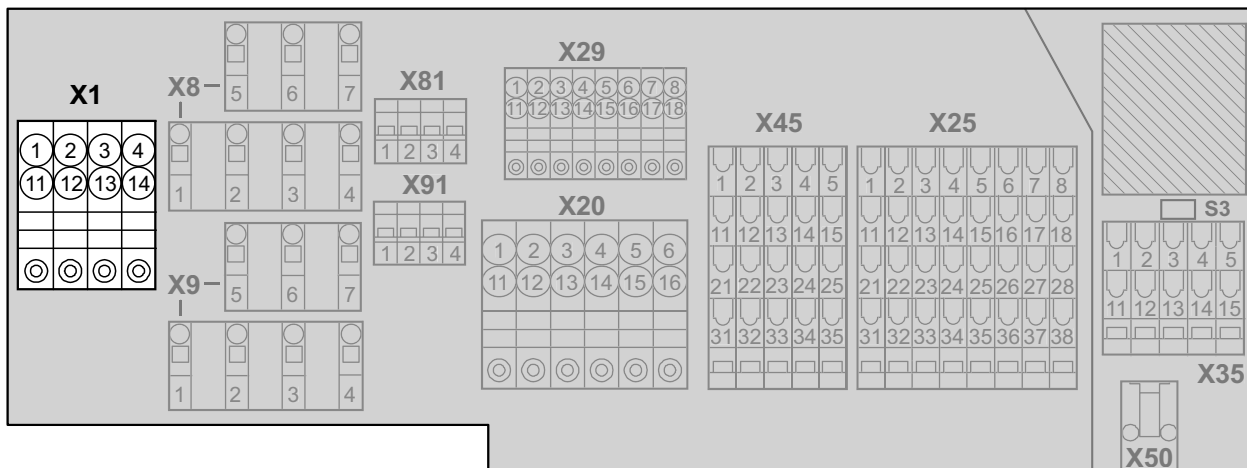 X1
1 2 3 4
11 12 13 14
X8
5 6 7
1 2 3 4
X9
5 6 7
1 2 3 4
X81
1 2 3 4
X91
1 2 3 4
X29
1 2 3 4 5 6 7 8
11 12 13 14 15 16 17 18
X20
1 2 3 4 5 6
11 12 13 14 15 16
X45
1 2 3 4 5
11 12 13 14 15
21 22 23 24 25
31 32 33 34 35
X25
1 2 3 4 5 6 7 8
11 12 13 14 15 16 17 18
21 22 23 24 25 26 27 28
31 32 33 34 35 36 37 38
S3
1 2 3 4 5
11 12 13 14 15
X35
X50